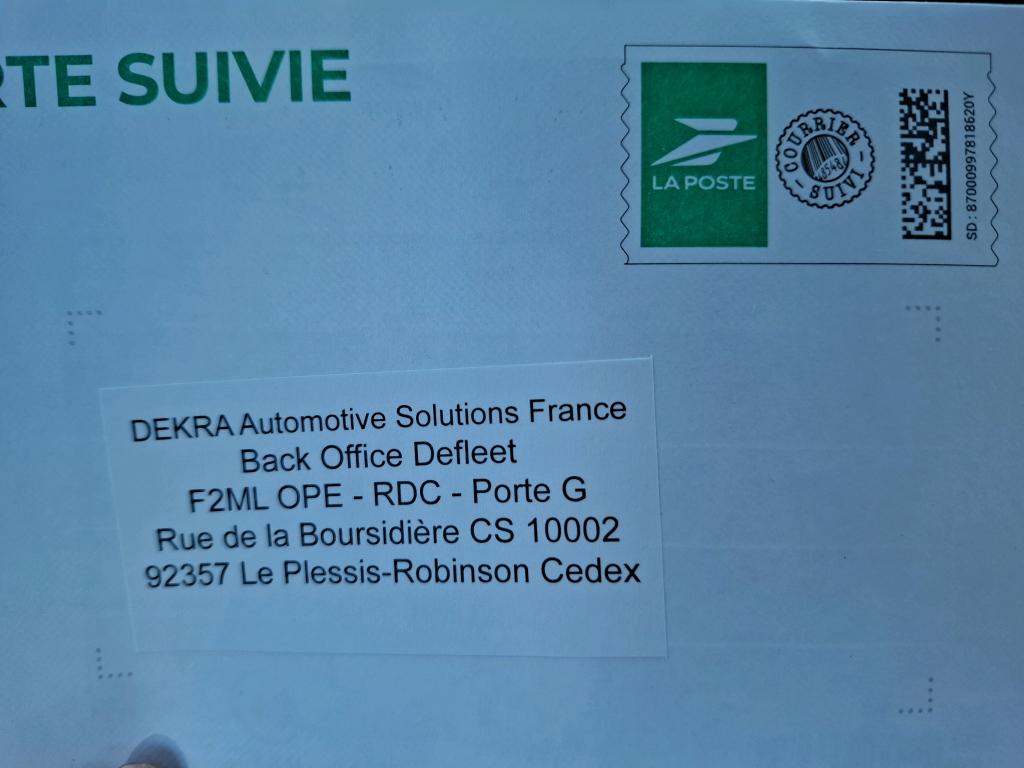 RTE SUIVIE
LA POSTE
COURRIER
SUIVI
SD : 87000997818620Y
DEKRA Automotive Solutions France
Back Office Defleet
F2ML OPE - RDC - Porte G
Rue de la Boursidière CS 10002
92357 Le Plessis-Robinson Cedex